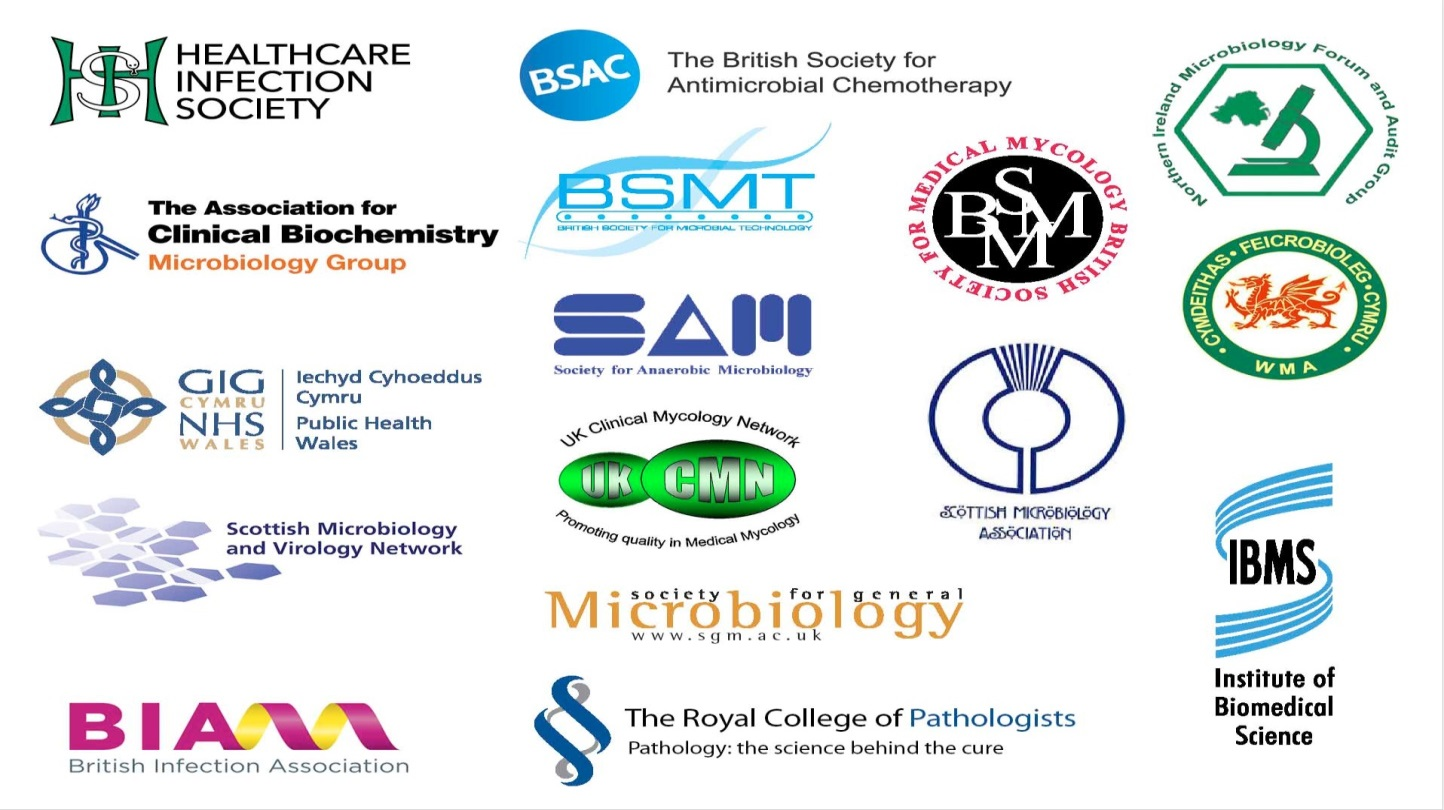 HIS
HEALTHCARE
INFECTION
SOCIETY
BSAC
The British Society for
Antimicrobial Chemotherapy
Northern Ireland Microbiology Forum and Audit Group
The Association for
Clinical Biochemistry
Microbiology Group
BSMT
BRITISH SOCIETY FOR MICROBIAL TECHNOLOGY
BSMM
BRITISH SOCIETY FOR MEDICAL MYCOLOGY
CYMDEITHAS • FEICROBIOLEG • CYMRU
WMA
SAM
Society for Anaerobic Microbiology
GIG
CYMRU
NHS
WALES
Iechyd Cyhoeddus
Cymru
Public Health
Wales
UK Clinical Mycology Network
UK CMN
Promoting quality in Medical Mycology
SCOTTISH MICROBIOLOGY
ASSOCIATION
Scottish Microbiology
and Virology Network
IBMS
Institute of
Biomedical
Science
society for general
Microbiology
www.sgm.ac.uk
BIA
British Infection Association
The Royal College of Pathologists
Pathology: the science behind the cure